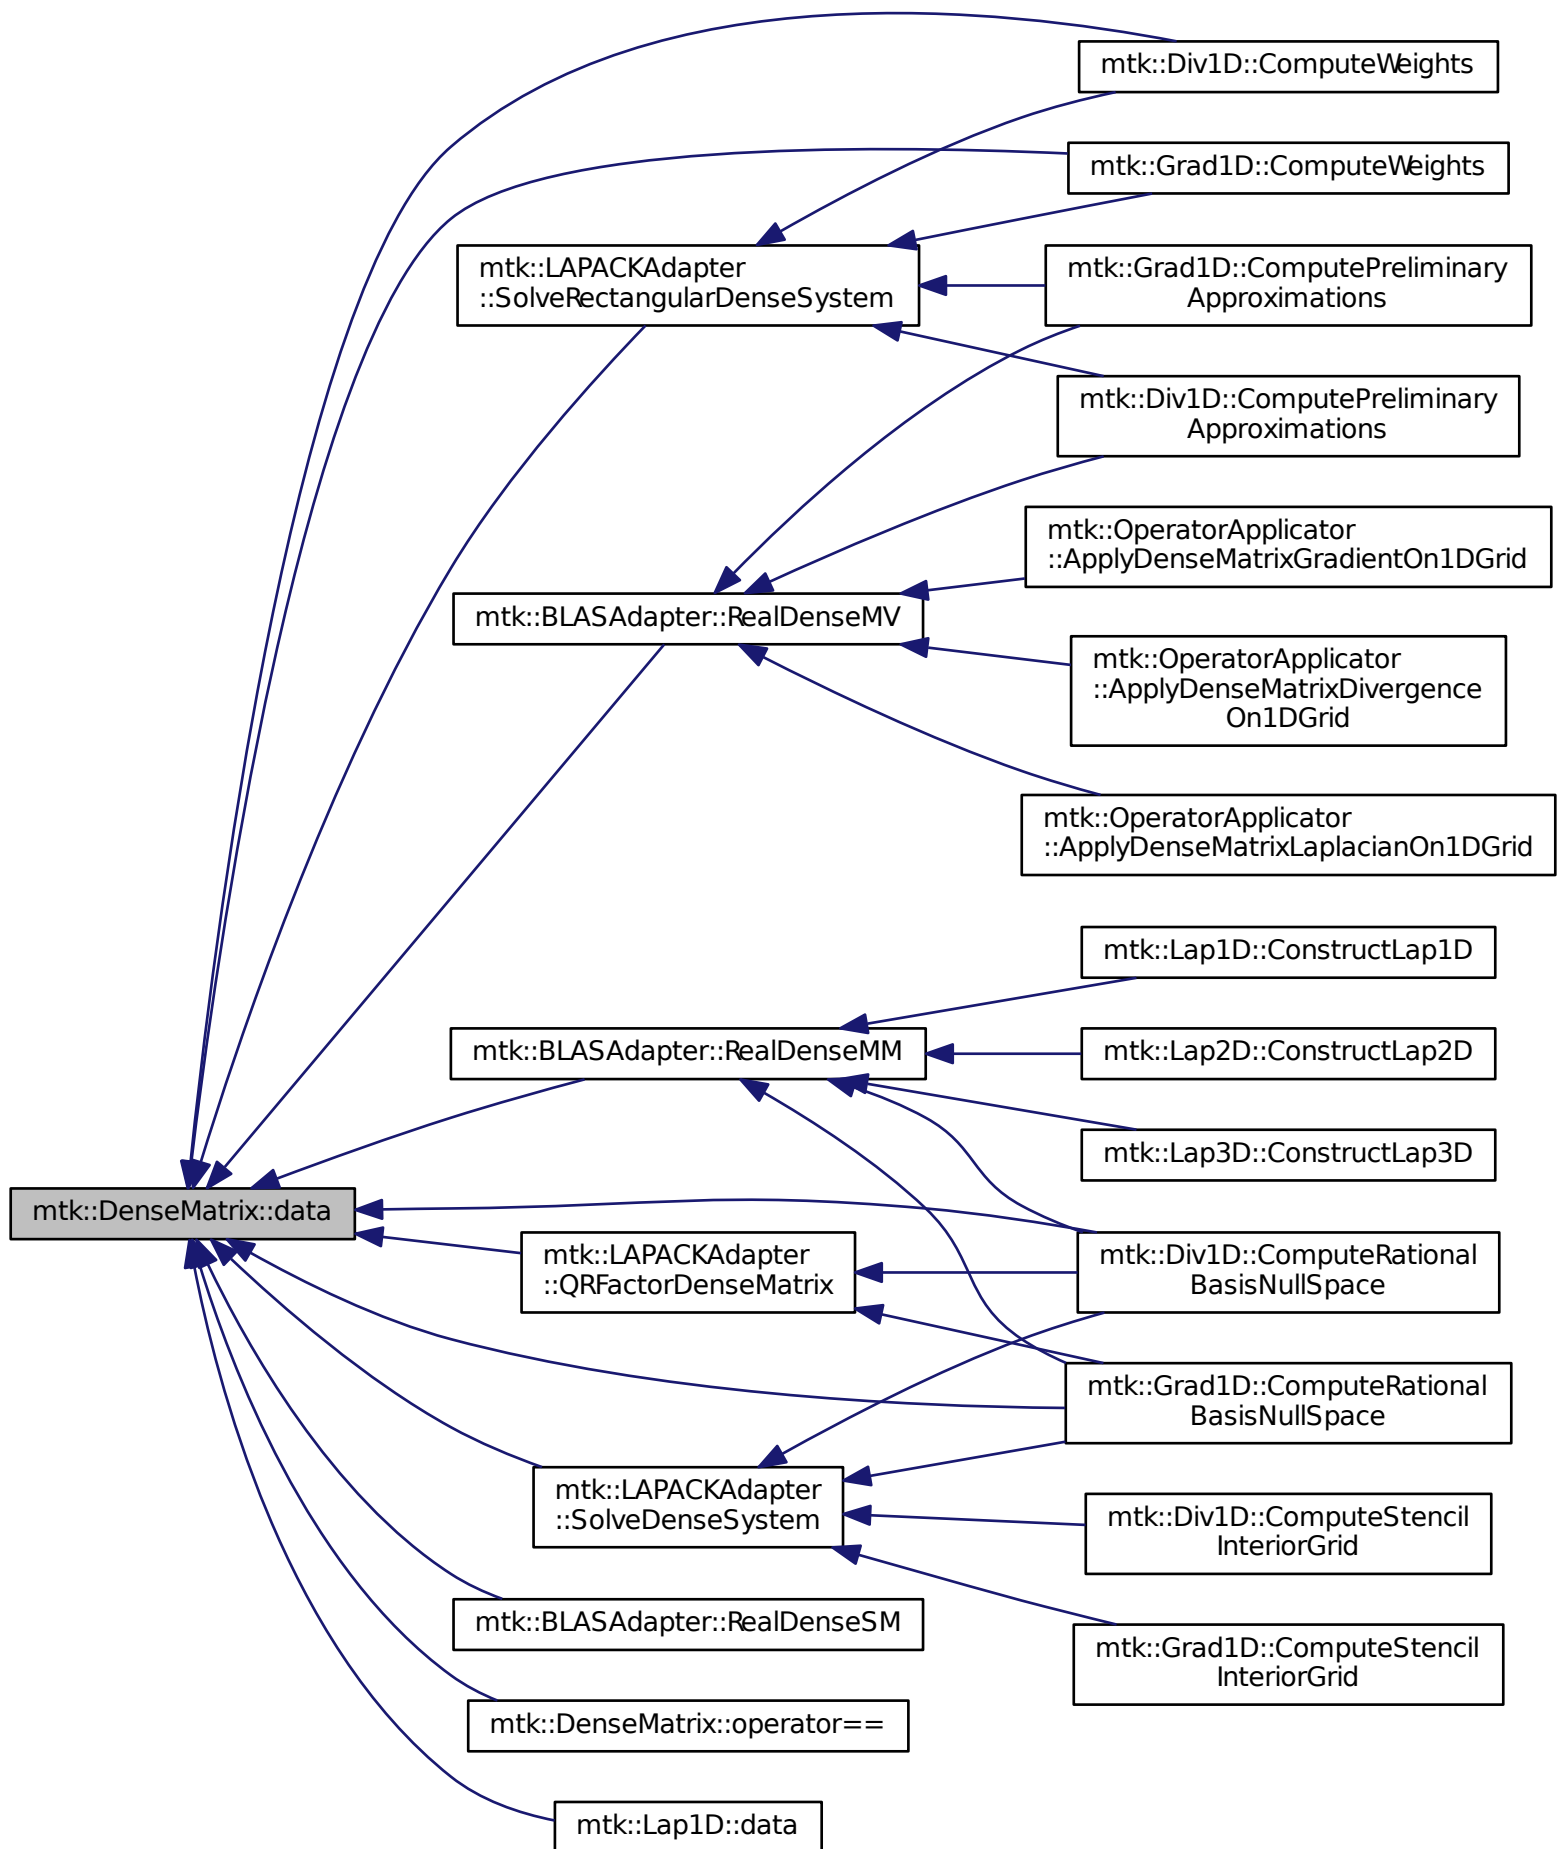 mtk::Div1D::ComputeWeights
mtk::Grad1D::ComputeWeights
mtk::LAPACKAdapter
::SolveRectangularDenseSystem
mtk::Grad1D::ComputePreliminary
Approximations
mtk::Div1D::ComputePreliminary
Approximations
mtk::OperatorApplicator
::ApplyDenseMatrixGradientOn1DGrid
mtk::BLASAdapter::RealDenseMV
mtk::OperatorApplicator
::ApplyDenseMatrixDivergence
On1DGrid
mtk::OperatorApplicator
::ApplyDenseMatrixLaplacianOn1DGrid
mtk::Lap1D::ConstructLap1D
mtk::BLASAdapter::RealDenseMM
mtk::Lap2D::ConstructLap2D
mtk::Lap3D::ConstructLap3D
mtk::DenseMatrix::data
mtk::LAPACKAdapter
::QRFactorDenseMatrix
mtk::Div1D::ComputeRational
BasisNullSpace
mtk::Grad1D::ComputeRational
BasisNullSpace
mtk::LAPACKAdapter
::SolveDenseSystem
mtk::Div1D::ComputeStencil
InteriorGrid
mtk::BLASAdapter::RealDenseSM
mtk::Grad1D::ComputeStencil
InteriorGrid
mtk::DenseMatrix::operator==
mtk::Lap1D::data